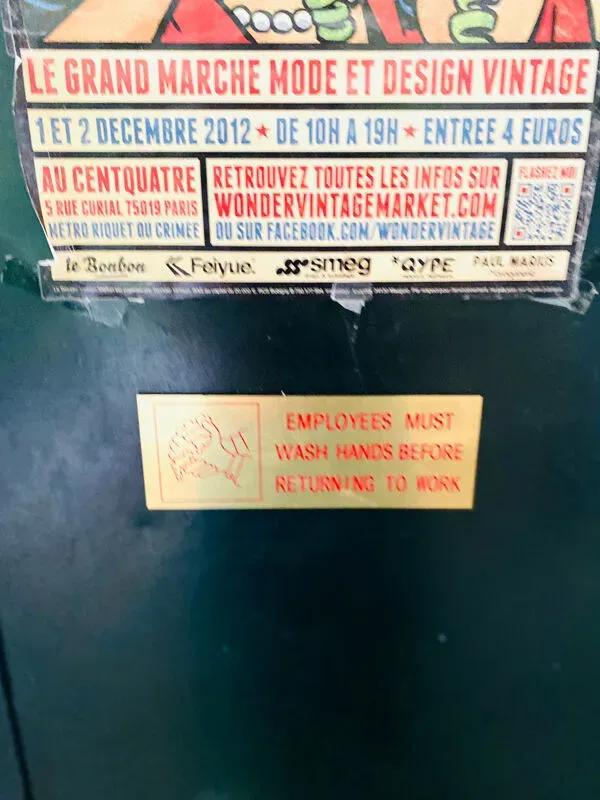 LE GRAND MARCHE MODE ET DESIGN VINTAGE
1 ET 2 DECEMBRE 2012 ★ DE 10H A 19H ★ ENTREE 4 EUROS
AU CENTQUATRE
5 RUE CURIAL 75019 PARIS
METRO RIQUET OU CRIMEE
RETROUVEZ TOUTES LES INFOS SUR
WONDERVINTAGEMARKET.COM
OU SUR FACEBOOK.COM/WONDERVINTAGE
FLASHEZ MOI
le Bonbon Feiyue. smeg QYPE PAUL MARIUS
EMPLOYEES MUST
WASH HANDS BEFORE
RETURNING TO WORK